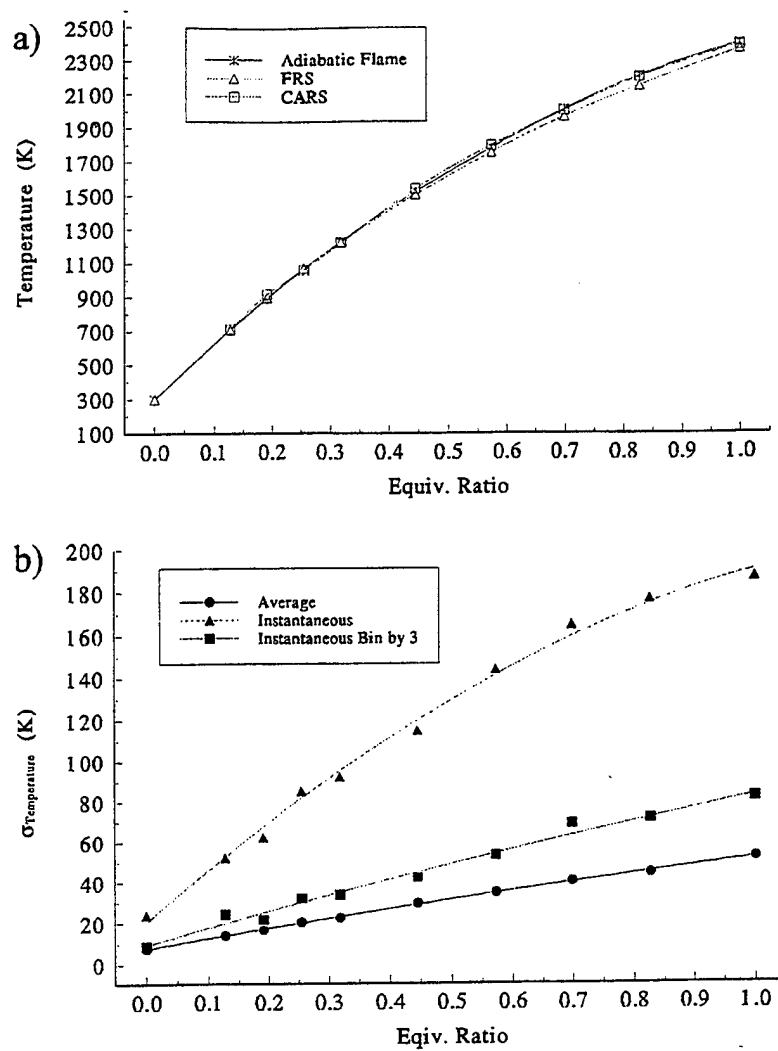 a)
2500
2300
2100
1900
1700
1500
1300
1100
900
700
500
300
100
Temperature (K)
Adiabatic Flame
FRS
CARS
0.0 0.1 0.2 0.3 0.4 0.5 0.6 0.7 0.8 0.9 1.0
Equiv. Ratio
b)
200
180
160
140
120
100
80
60
40
20
0
σTemperature (K)
Average
Instantaneous
Instantaneous Bin by 3
0.0 0.1 0.2 0.3 0.4 0.5 0.6 0.7 0.8 0.9 1.0
Eqiv. Ratio